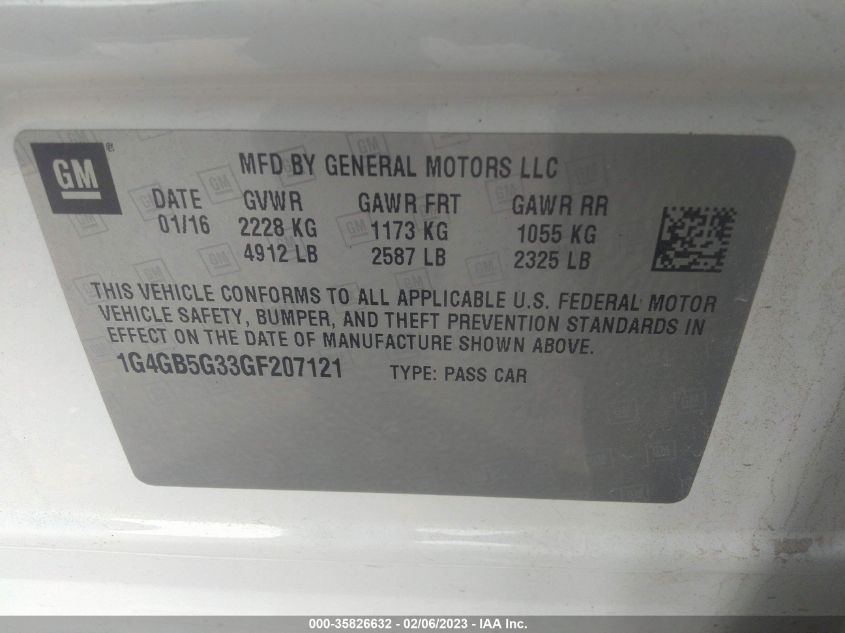 GM ®
MFD BY GENERAL MOTORS LLC
DATE GVWR GAWR FRT GAWR RR
01/16 2228 KG 1173 KG 1055 KG
4912 LB 2587 LB 2325 LB
THIS VEHICLE CONFORMS TO ALL APPLICABLE U.S. FEDERAL MOTOR
VEHICLE SAFETY, BUMPER, AND THEFT PREVENTION STANDARDS IN
EFFECT ON THE DATE OF MANUFACTURE SHOWN ABOVE.
1G4GB5G33GF207121 TYPE: PASS CAR
000-35826632 - 02/06/2023 - IAA Inc.